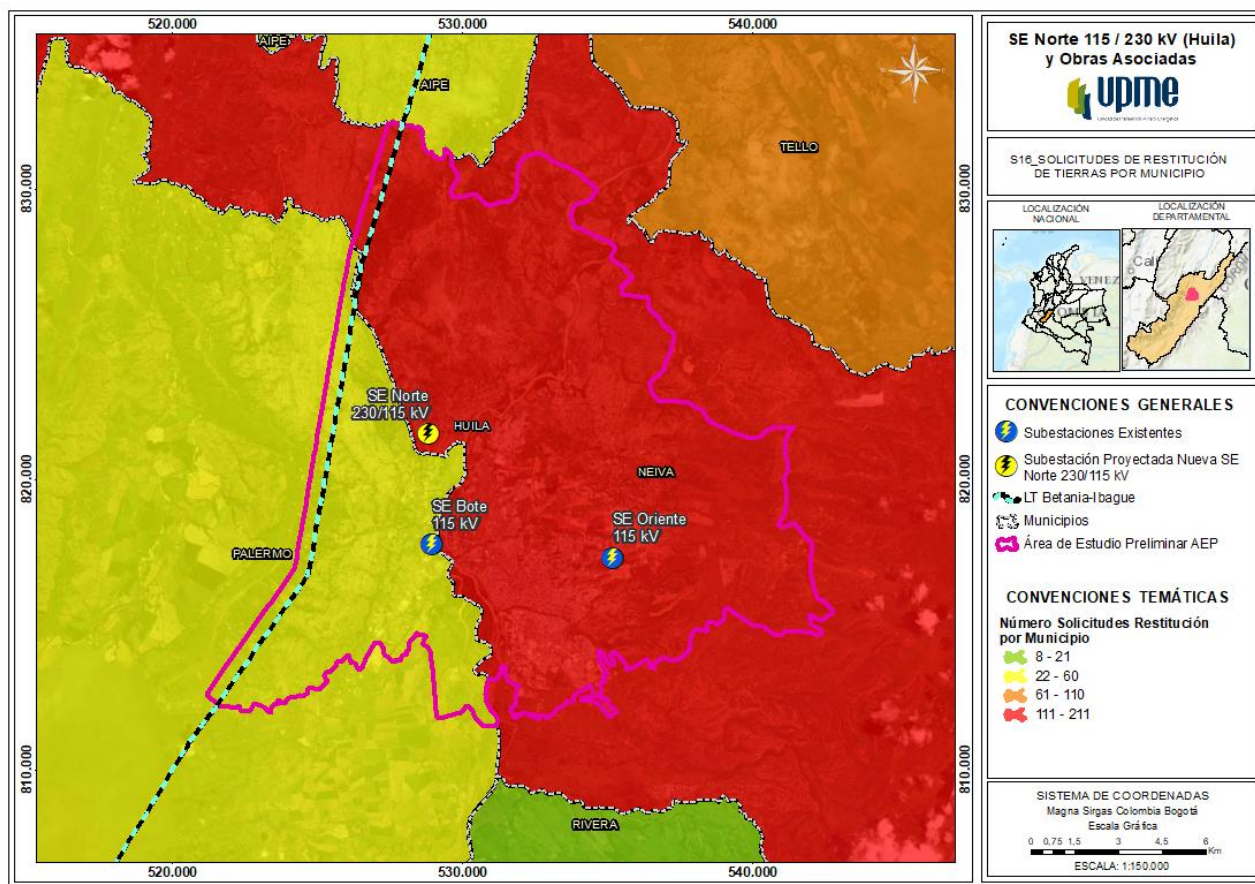 520.000
530.000
540.000
830.000
830.000
820.000
820.000
810.000
810.000
520.000
530.000
540.000
AIPE
AIPE
TELLO
SE Norte
230/115 kV
HUILA
NEIVA
SE Bote
115 kV
SE Oriente
115 kV
PALERMO
RIVERA
SE Norte 115 / 230 kV (Huila)
y Obras Asociadas
upme
S16_SOLICITUDES DE RESTITUCIÓN
DE TIERRAS POR MUNICIPIO
LOCALIZACIÓN
NACIONAL
LOCALIZACIÓN
DEPARTAMENTAL
VENEZ
Cali
CONVENCIONES GENERALES
Subestaciones Existentes
Subestación Proyectada Nueva SE
Norte 230/115 kV
LT Betania-Ibague
Municipios
Área de Estudio Preliminar AEP
CONVENCIONES TEMÁTICAS
Número Solicitudes Restitución
por Municipio
8 - 21
22 - 60
61 - 110
111 - 211
SISTEMA DE COORDENADAS
Magna Sirgas Colombia Bogotá
Escala Gráfica
0 0,75 1,5 3 4,5 6
Km
ESCALA: 1:150.000